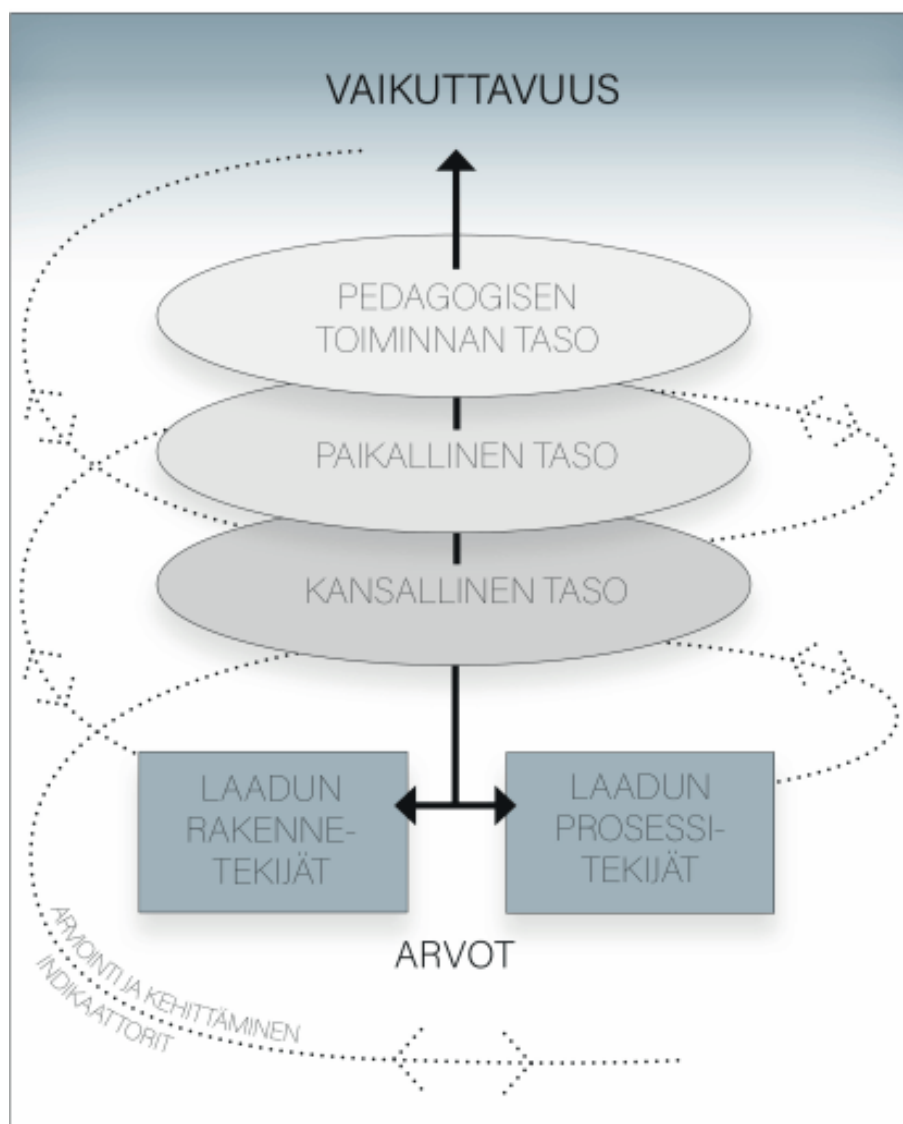 VAIKUTTAVUUS
PEDAGOGISEN
TOIMINNAN TASO
PAIKALLINEN TASO
KANSALLINEN TASO
LAADUN
RAKENNE-
TEKIJÄT
LAADUN
PROSESSI-
TEKIJÄT
ARVOT
ARVIOINTI JA KEHITTÄMINEN
INDIKAATTORIT